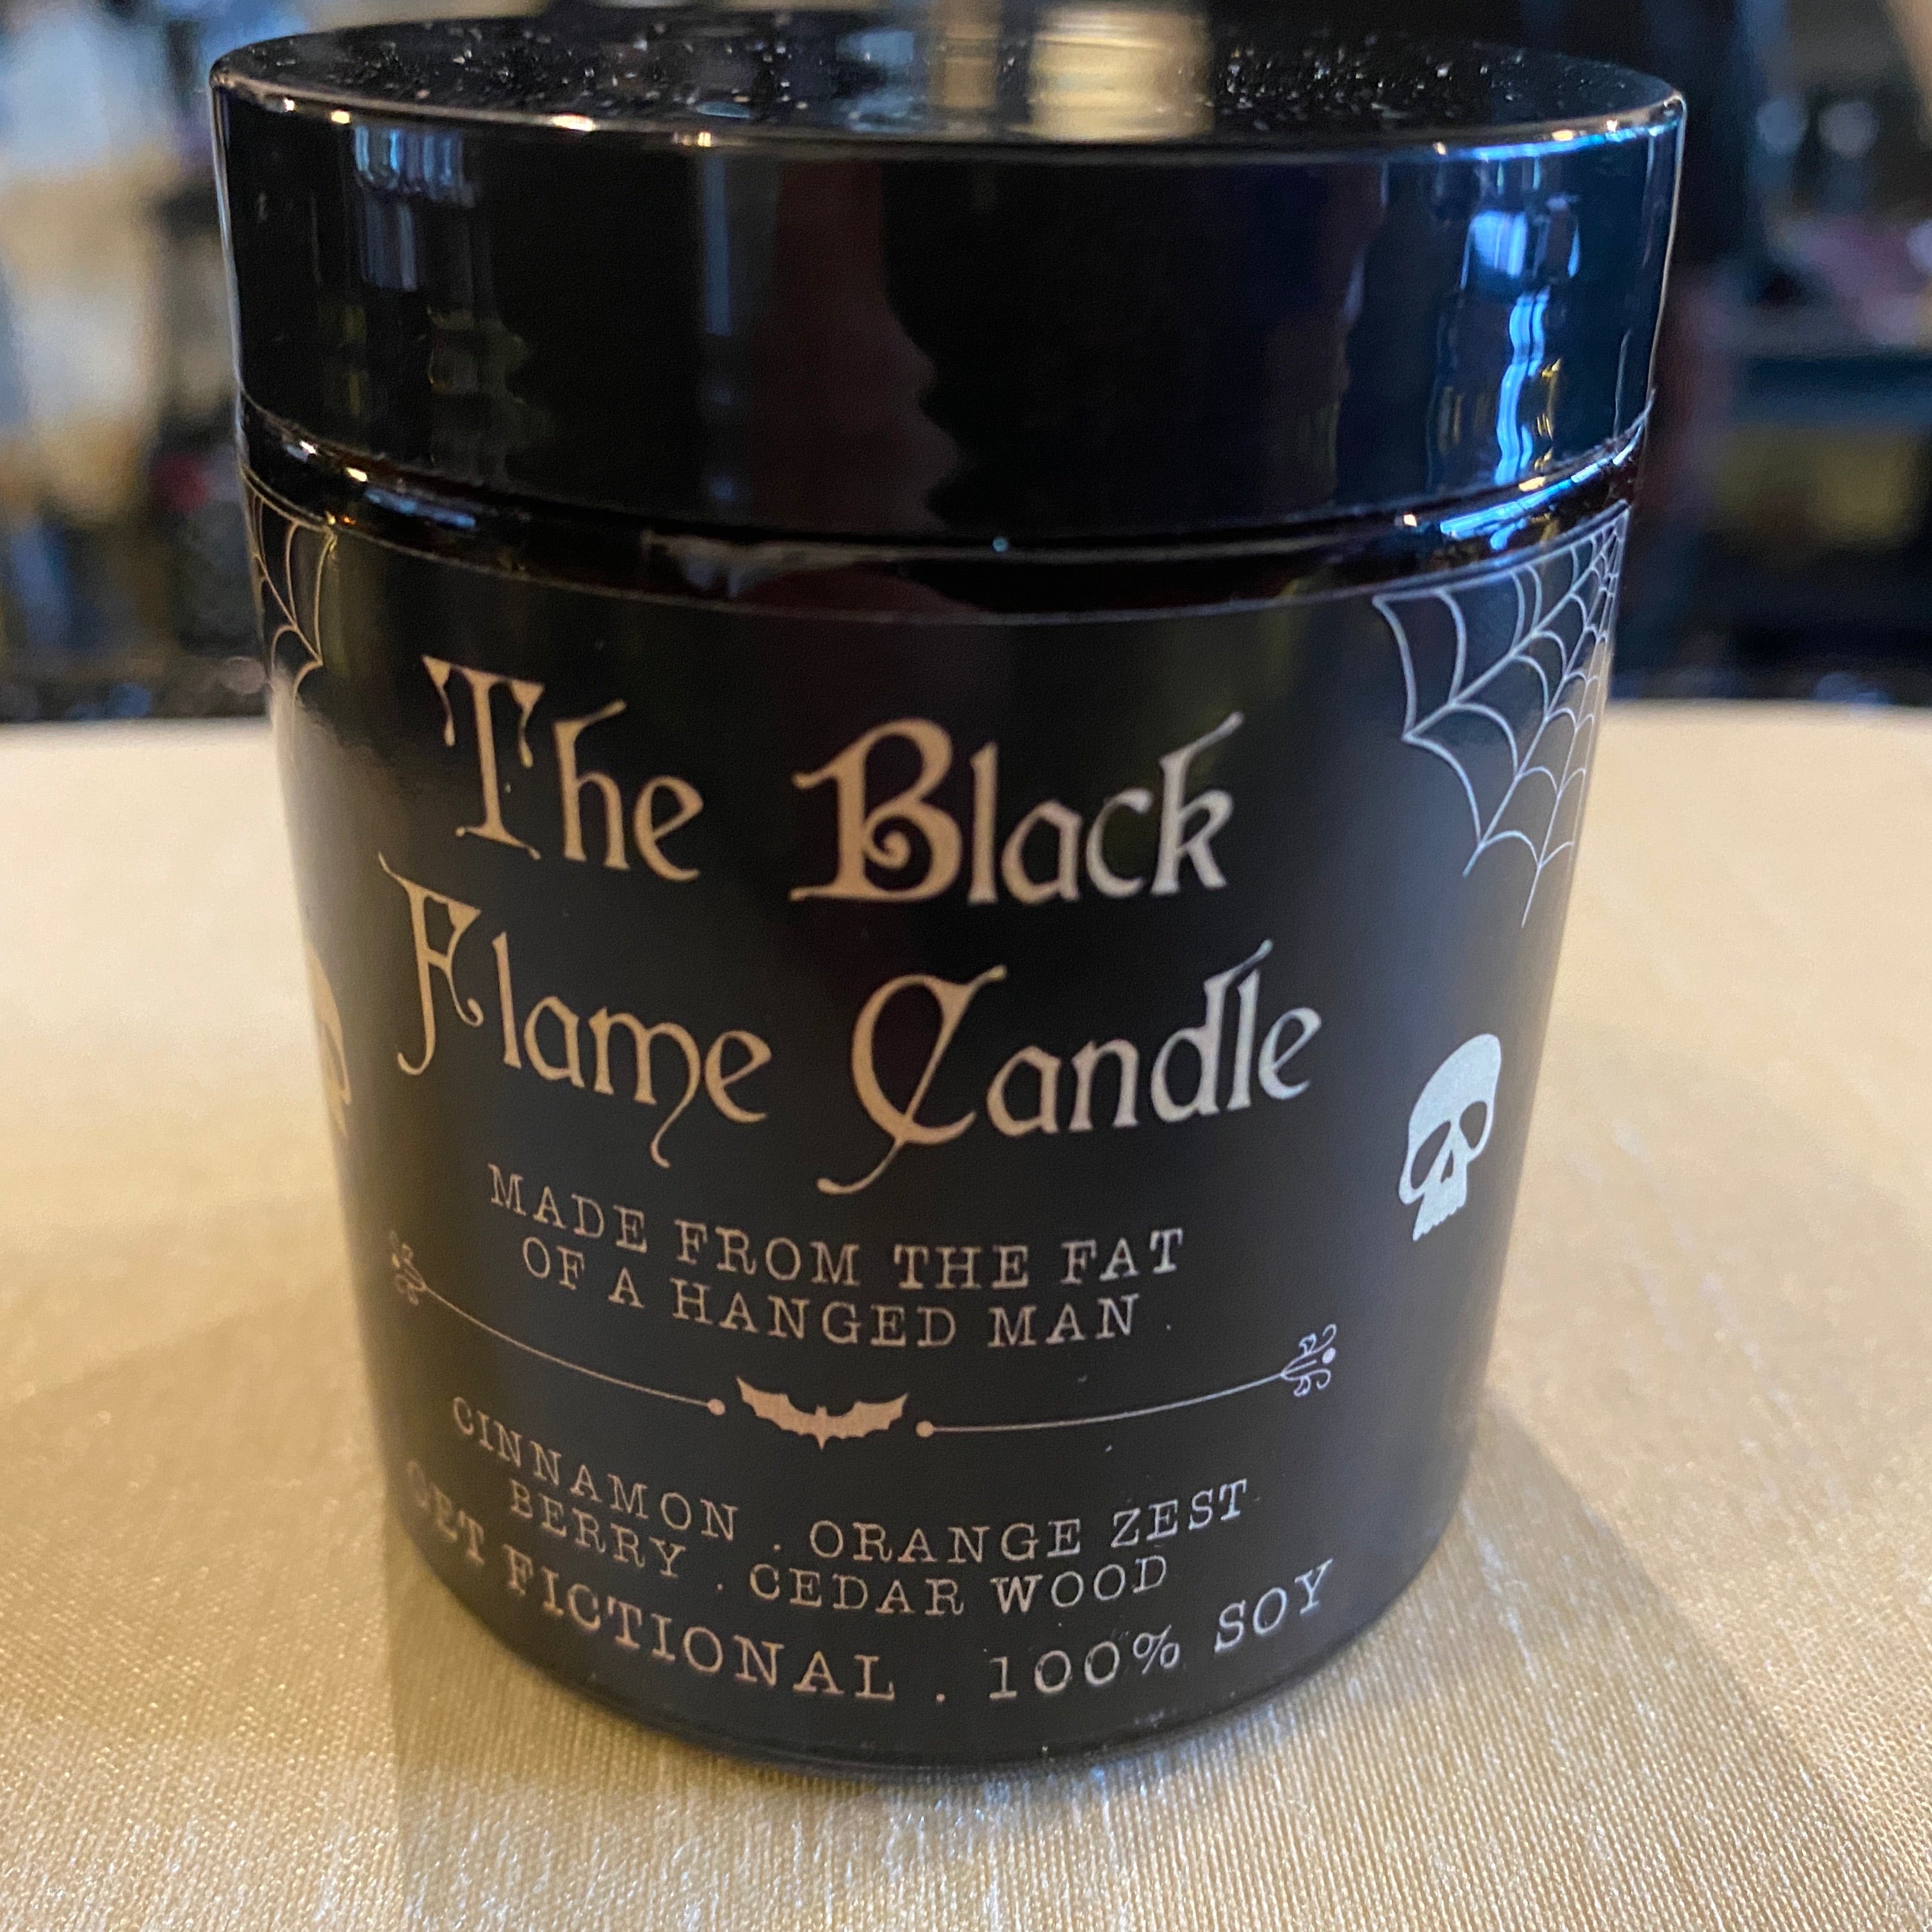 The Black
Flame Candle
MADE FROM THE FAT
OF A HANGED MAN
CINNAMON . ORANGE ZEST
BERRY . CEDAR WOOD
GET FICTIONAL . 100% SOY